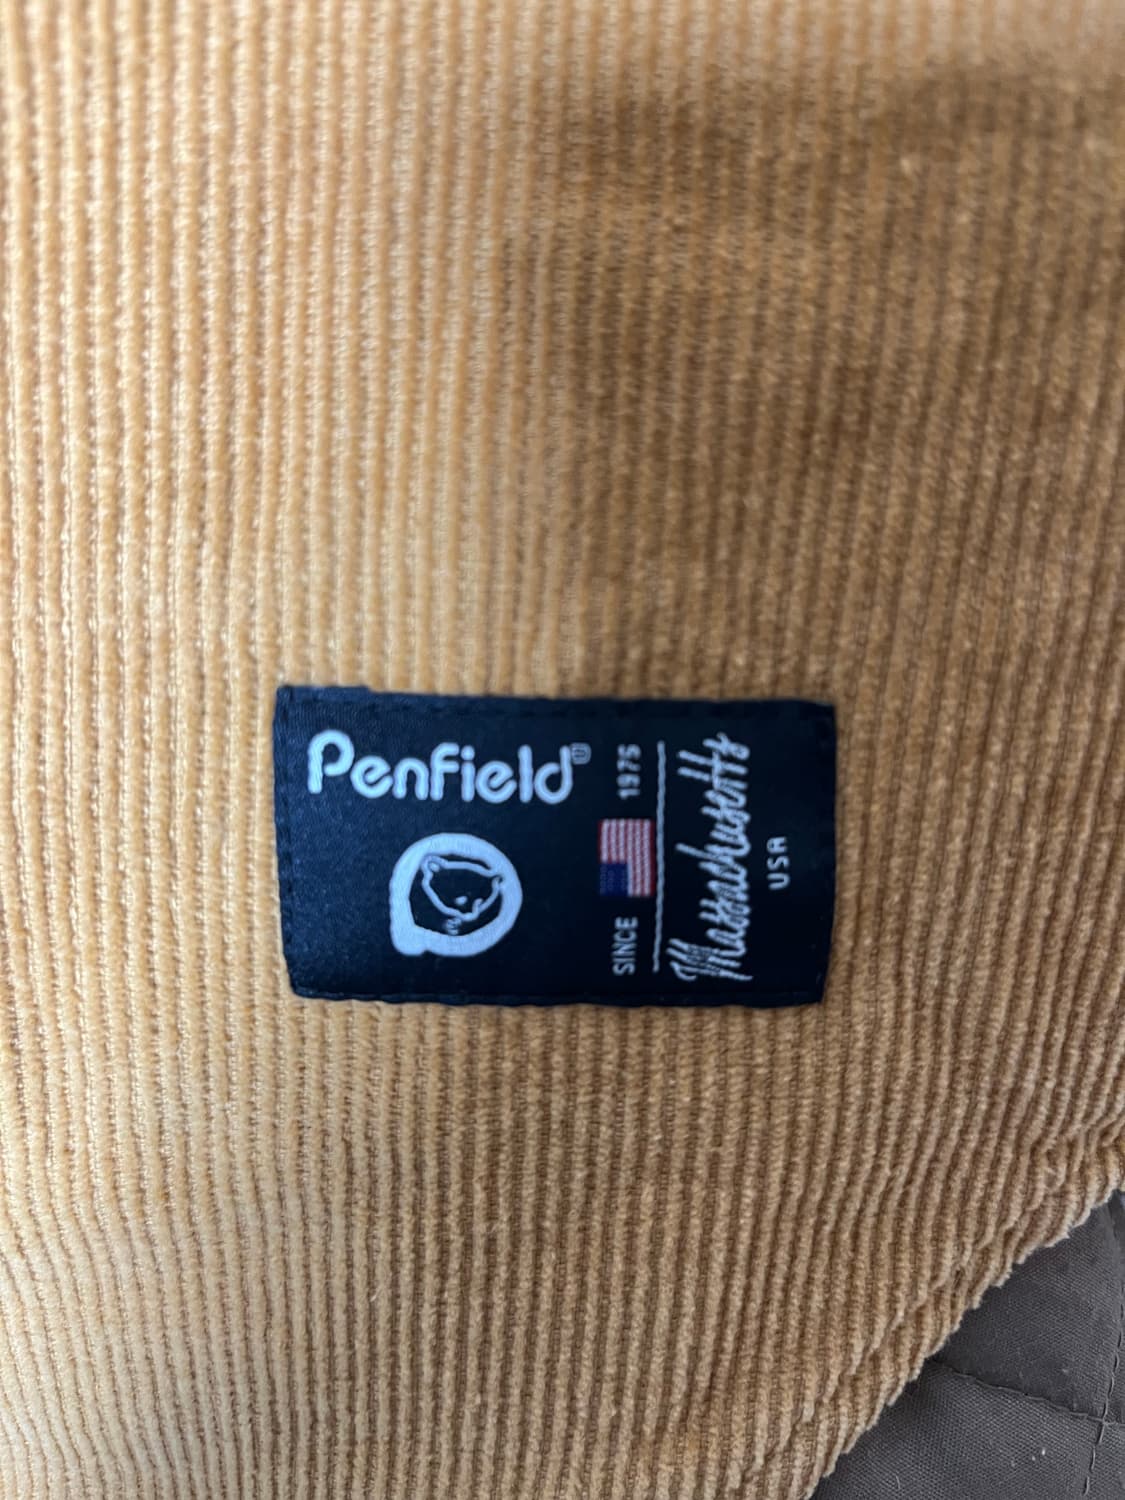 Penfield®
SINCE 1975
Massachusetts
USA